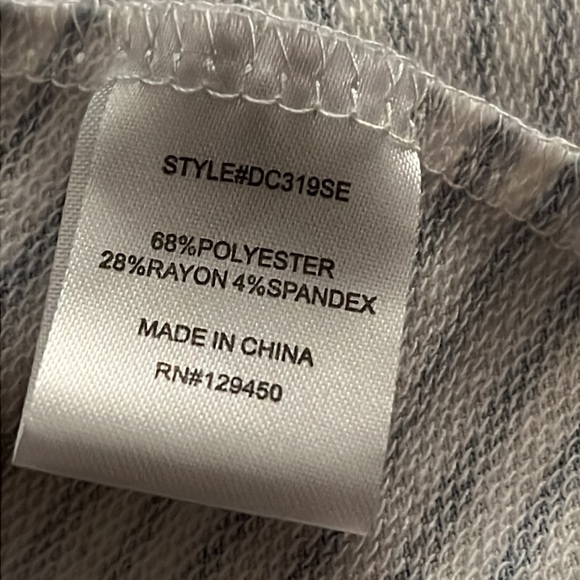 STYLE#DC319SE
68%POLYESTER
28%RAYON 4%SPANDEX
MADE IN CHINA
RN#129450